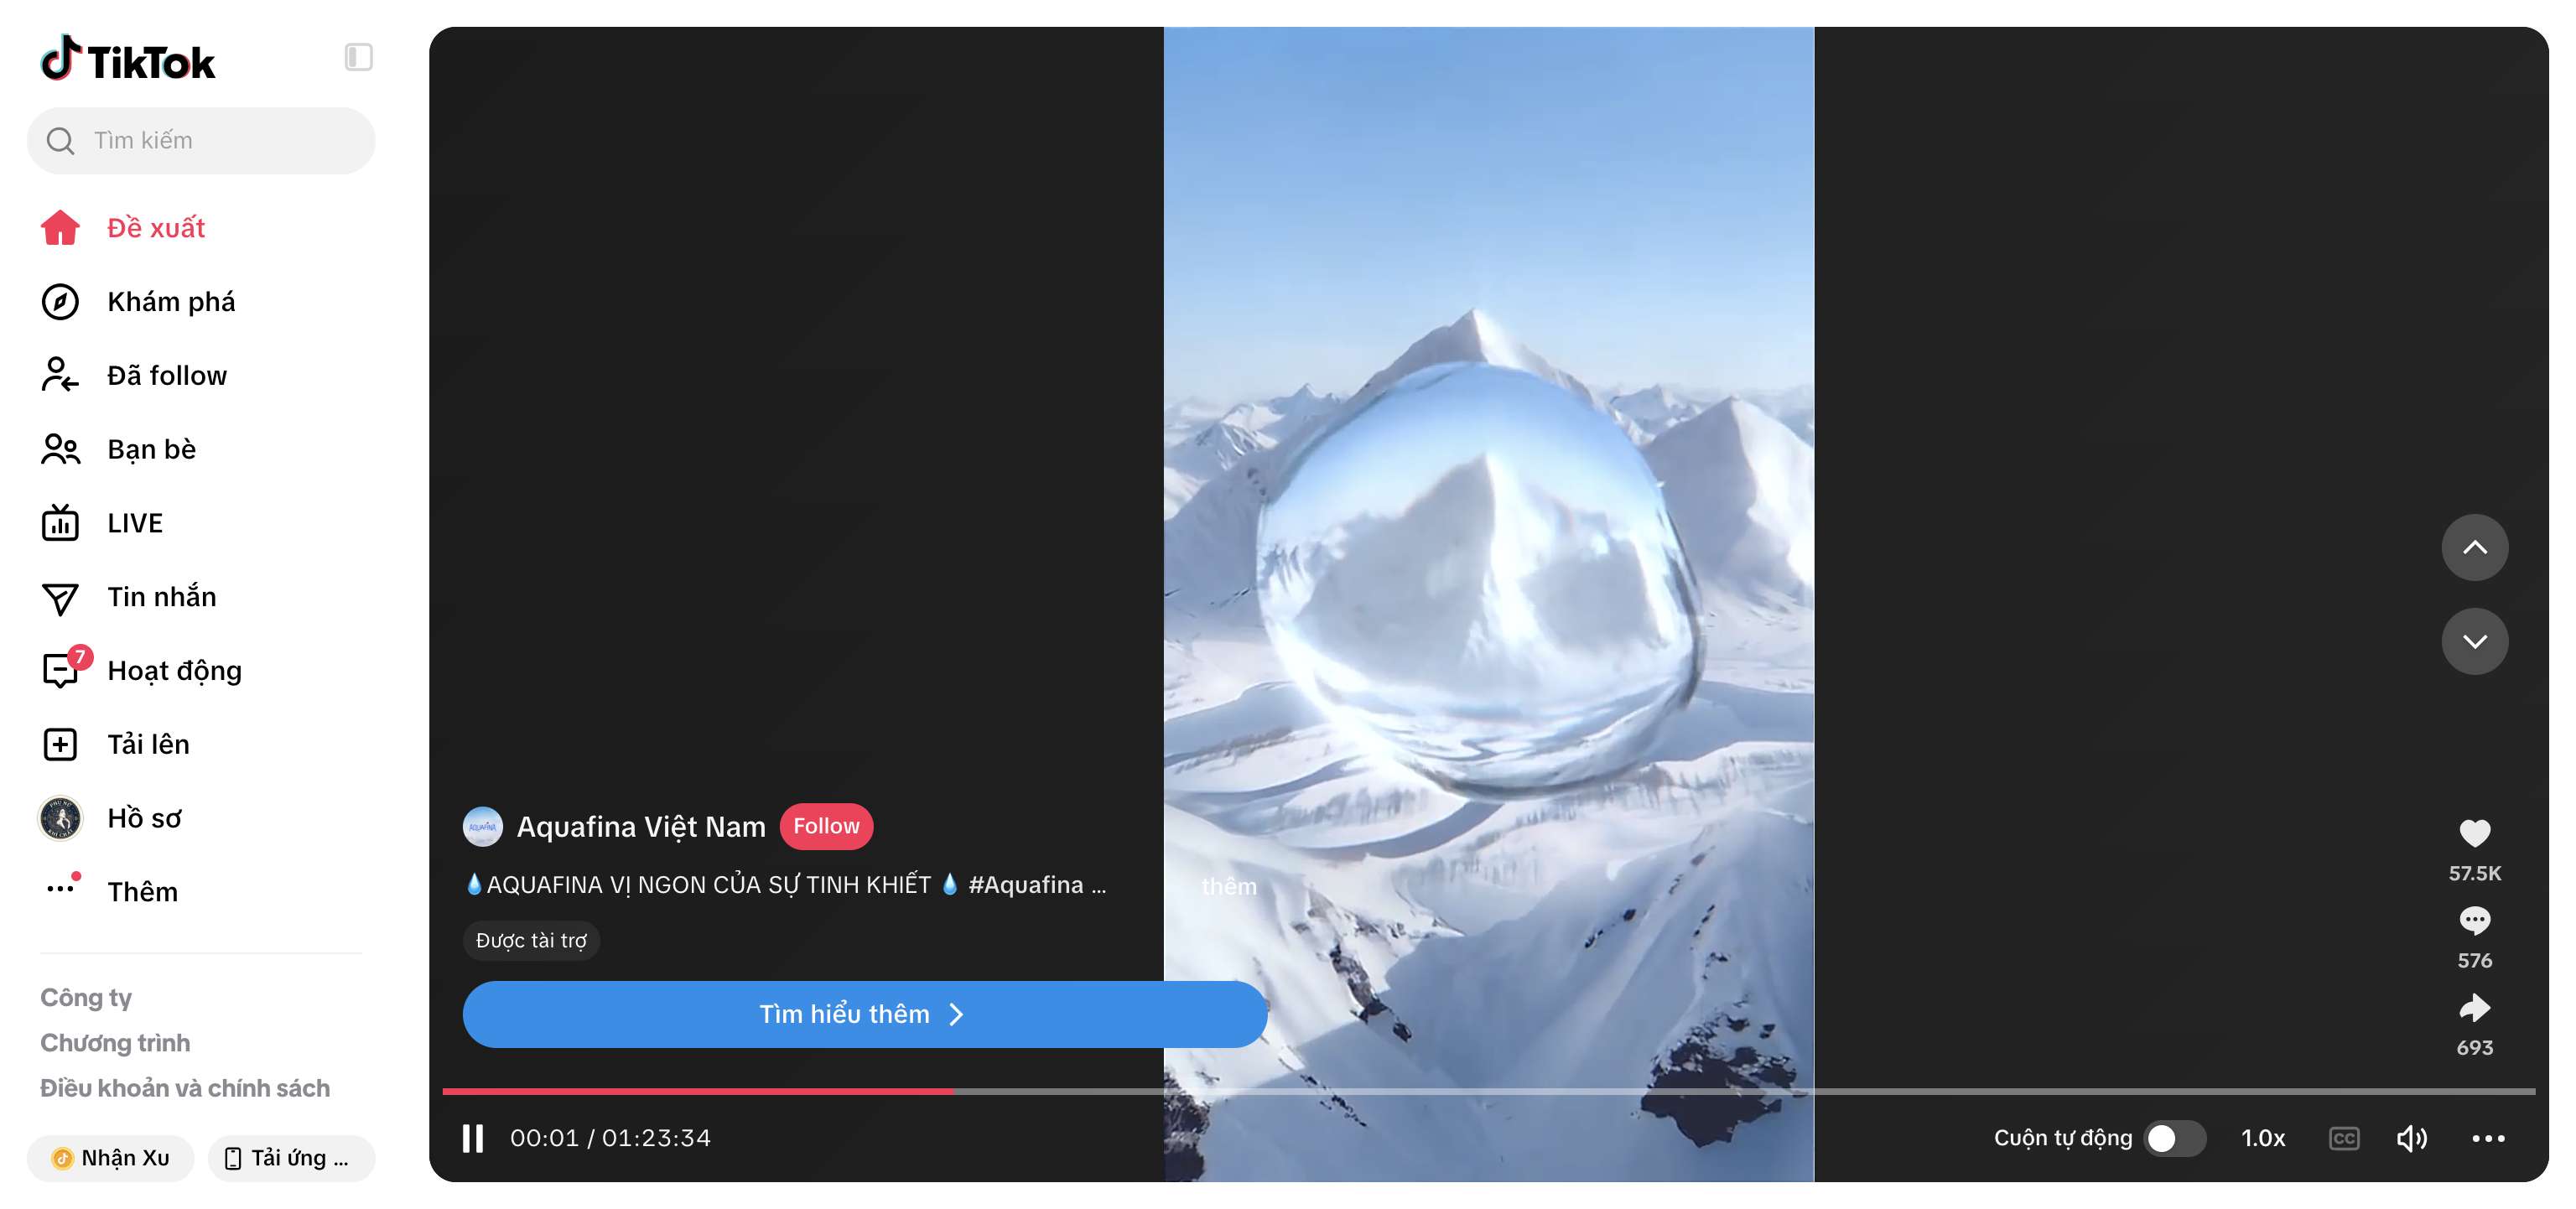 TikTok
Tìm kiếm
Đề xuất
Khám phá
Đã follow
Bạn bè
LIVE
Tin nhắn
7
Hoạt động
Tải lên
Hồ sơ
Thêm
Công ty
Chương trình
Điều khoản và chính sách
Nhận Xu
Tải ứng ...
AQUAFINA
Aquafina Việt Nam
Follow
💧AQUAFINA VỊ NGON CỦA SỰ TINH KHIẾT 💧 #Aquafina ...
thêm
Được tài trợ
Tìm hiểu thêm
57.5K
576
693
00:01 / 01:23:34
Cuộn tự động
1.0x
CC